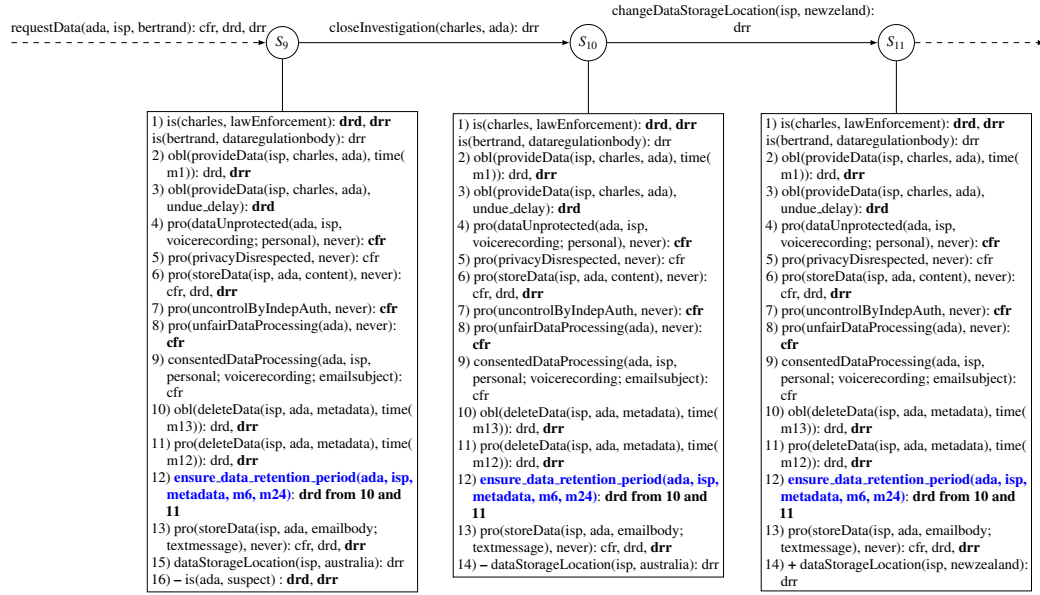 requestData(ada, isp, bertrand): cfr, drd, drr
closeInvestigation(charles, ada): drr
changeDataStorageLocation(isp, newzeland):
drr
S9
S10
S11
1) is(charles, lawEnforcement): drd, drr
is(bertrand, dataregulationbody): drr
2) obl(provideData(isp, charles, ada), time(
m1)): drd, drr
3) obl(provideData(isp, charles, ada),
undue_delay): drd
4) pro(dataUnprotected(ada, isp,
voicerecording; personal), never): cfr
5) pro(privacyDisrespected, never): cfr
6) pro(storeData(isp, ada, content), never):
cfr, drd, drr
7) pro(uncontrolByIndepAuth, never): cfr
8) pro(unfairDataProcessing(ada), never):
cfr
9) consentedDataProcessing(ada, isp,
personal; voicerecording; emailsubject):
cfr
10) obl(deleteData(isp, ada, metadata), time(
m13)): drd, drr
11) pro(deleteData(isp, ada, metadata), time(
m12)): drd, drr
12) ensure_data_retention_period(ada, isp,
metadata, m6, m24): drd from 10 and
11
13) pro(storeData(isp, ada, emailbody;
textmessage), never): cfr, drd, drr
15) dataStorageLocation(isp, australia): drr
16) – is(ada, suspect) : drd, drr
1) is(charles, lawEnforcement): drd, drr
is(bertrand, dataregulationbody): drr
2) obl(provideData(isp, charles, ada), time(
m1)): drd, drr
3) obl(provideData(isp, charles, ada),
undue_delay): drd
4) pro(dataUnprotected(ada, isp,
voicerecording; personal), never): cfr
5) pro(privacyDisrespected, never): cfr
6) pro(storeData(isp, ada, content), never):
cfr, drd, drr
7) pro(uncontrolByIndepAuth, never): cfr
8) pro(unfairDataProcessing(ada), never):
cfr
9) consentedDataProcessing(ada, isp,
personal; voicerecording; emailsubject):
cfr
10) obl(deleteData(isp, ada, metadata), time(
m13)): drd, drr
11) pro(deleteData(isp, ada, metadata), time(
m12)): drd, drr
12) ensure_data_retention_period(ada, isp,
metadata, m6, m24): drd from 10 and
11
13) pro(storeData(isp, ada, emailbody;
textmessage), never): cfr, drd, drr
14) – dataStorageLocation(isp, australia): drr
1) is(charles, lawEnforcement): drd, drr
is(bertrand, dataregulationbody): drr
2) obl(provideData(isp, charles, ada), time(
m1)): drd, drr
3) obl(provideData(isp, charles, ada),
undue_delay): drd
4) pro(dataUnprotected(ada, isp,
voicerecording; personal), never): cfr
5) pro(privacyDisrespected, never): cfr
6) pro(storeData(isp, ada, content), never):
cfr, drd, drr
7) pro(uncontrolByIndepAuth, never): cfr
8) pro(unfairDataProcessing(ada), never):
cfr
9) consentedDataProcessing(ada, isp,
personal; voicerecording; emailsubject):
cfr
10) obl(deleteData(isp, ada, metadata), time(
m13)): drd, drr
11) pro(deleteData(isp, ada, metadata), time(
m12)): drd, drr
12) ensure_data_retention_period(ada, isp,
metadata, m6, m24): drd from 10 and
11
13) pro(storeData(isp, ada, emailbody;
textmessage), never): cfr, drd, drr
14) + dataStorageLocation(isp, newzealand):
drr